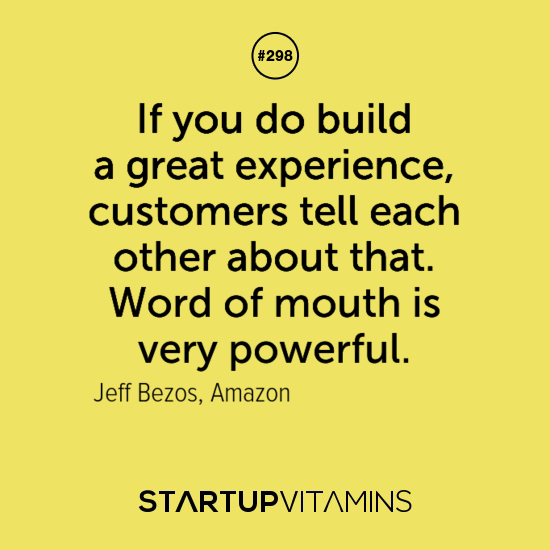 #298
If you do build
a great experience,
customers tell each
other about that.
Word of mouth is
very powerful.
Jeff Bezos, Amazon
STARTUPVITAMINS